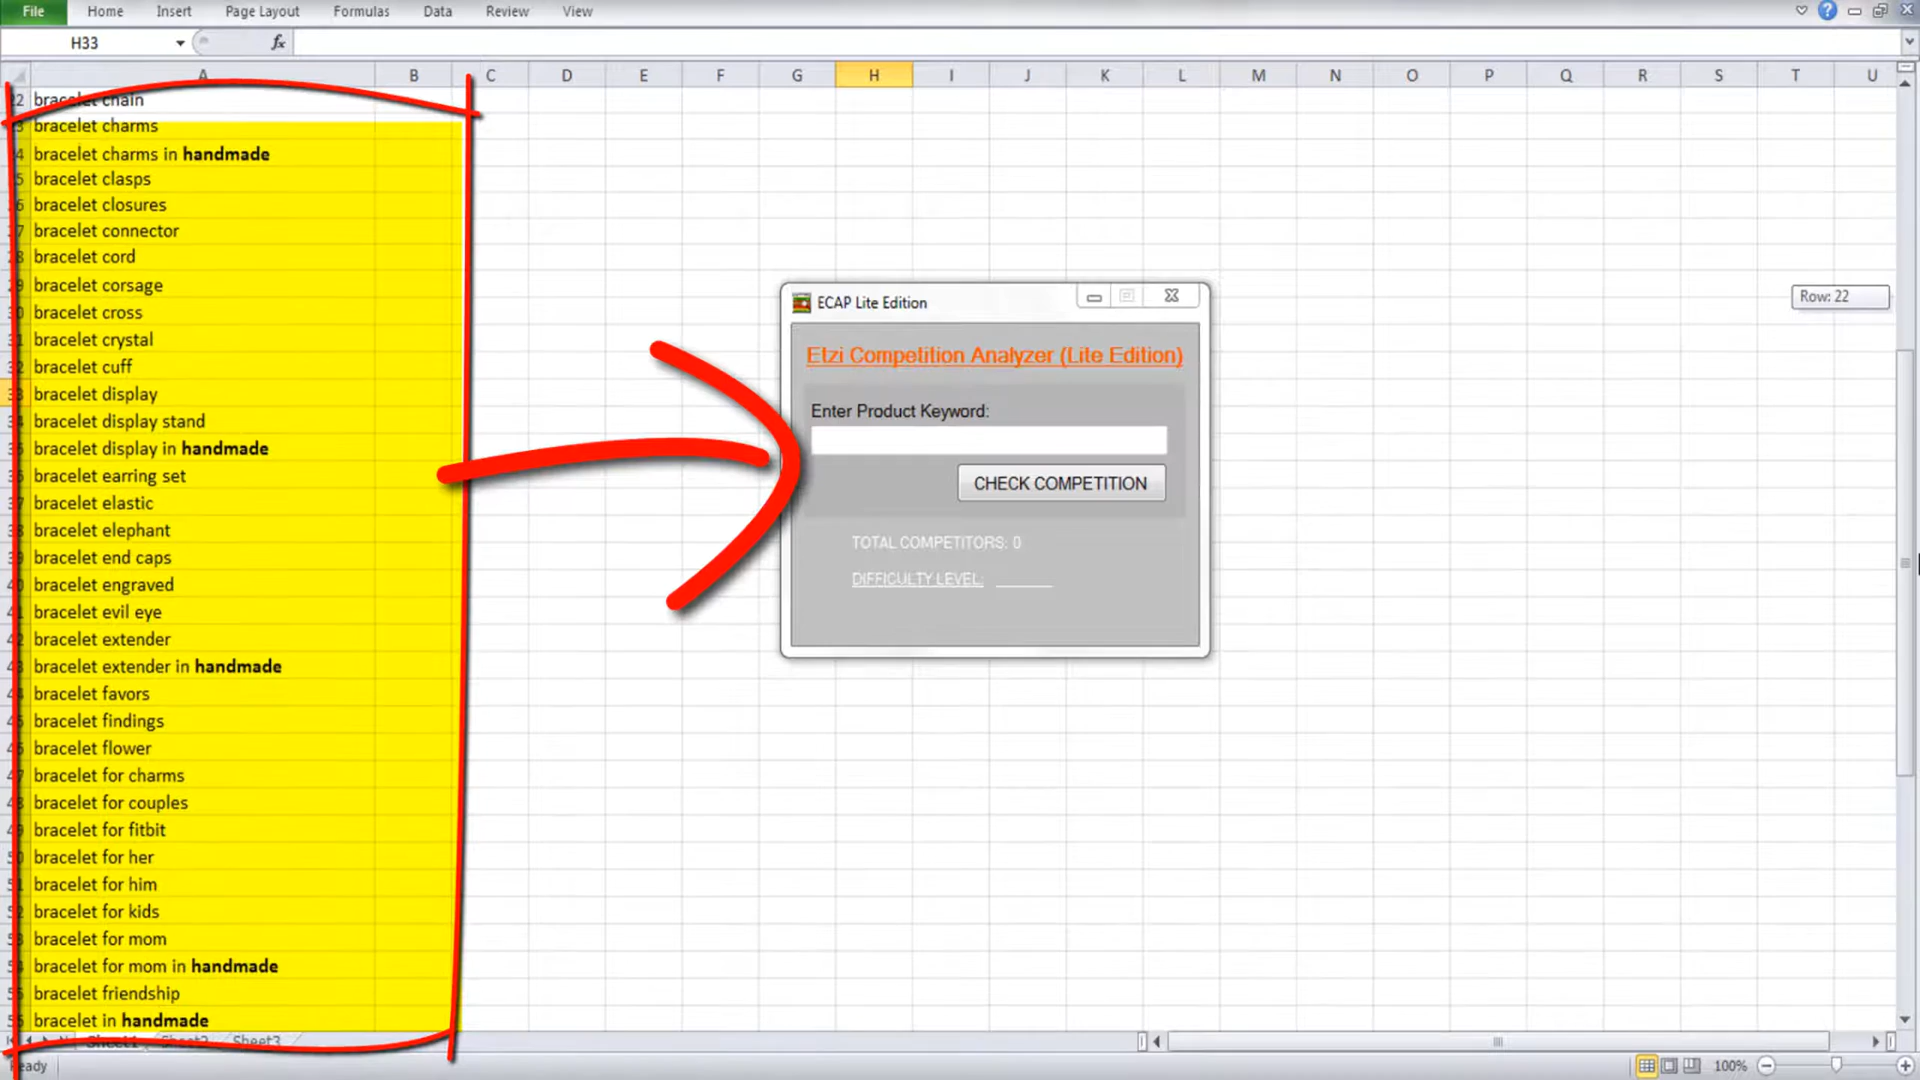 File Home Insert Page Layout Formulas Data Review View
H33 fx
A B C D E F G H I J K L M N O P Q R S T U
22 bracelet chain
bracelet charms
bracelet charms in handmade
bracelet clasps
bracelet closures
bracelet connector
bracelet cord
bracelet corsage
bracelet cross
bracelet crystal
bracelet cuff
bracelet display
bracelet display stand
bracelet display in handmade
bracelet earring set
bracelet elastic
bracelet elephant
bracelet end caps
bracelet engraved
bracelet evil eye
bracelet extender
bracelet extender in handmade
bracelet favors
bracelet findings
bracelet flower
bracelet for charms
bracelet for couples
bracelet for fitbit
bracelet for her
bracelet for him
bracelet for kids
bracelet for mom
bracelet for mom in handmade
bracelet friendship
bracelet in handmade
Sheet1 Sheet2 Sheet3
Ready
100%
Row: 22
ECAP Lite Edition
Etzi Competition Analyzer (Lite Edition)
Enter Product Keyword:
CHECK COMPETITION
TOTAL COMPETITORS: 0
DIFFICULTY LEVEL: